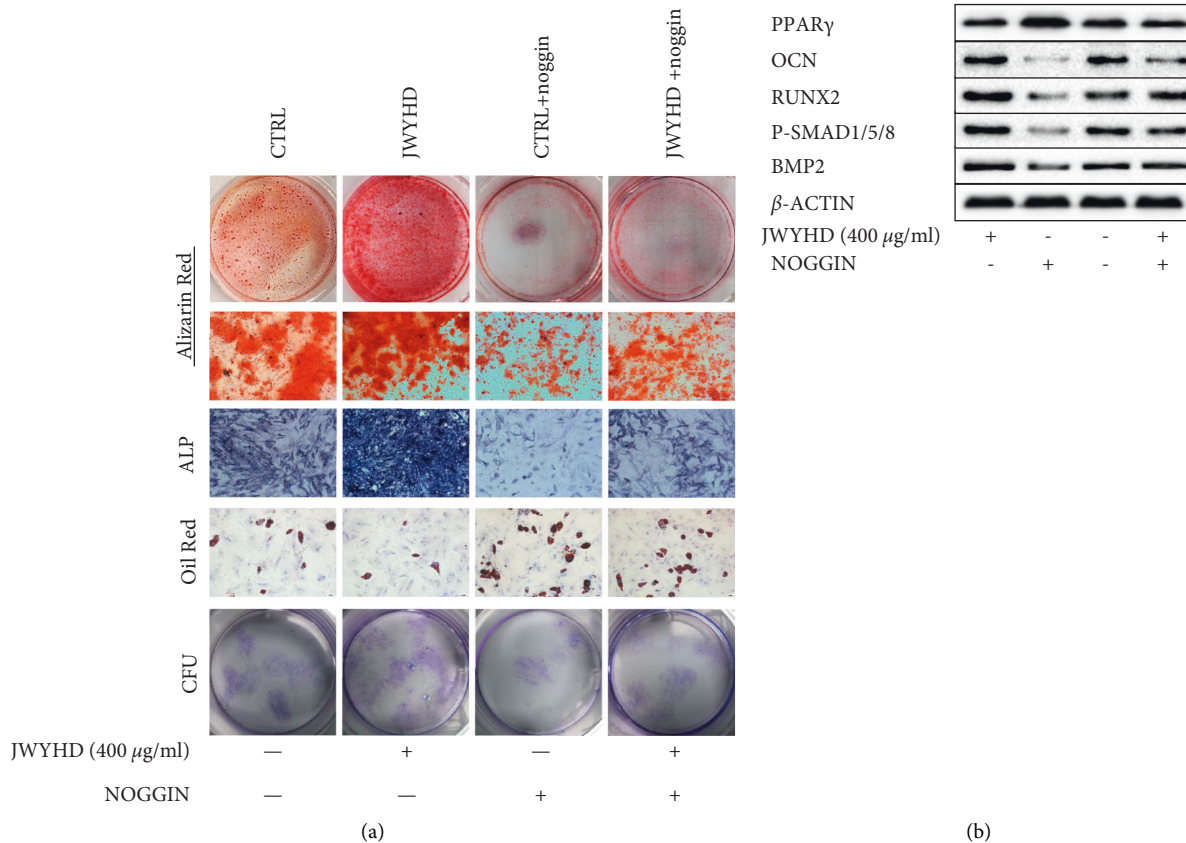 CTRL
JWYHD
CTRL+noggin
JWYHD +noggin
Alizarin Red
ALP
Oil Red
CFU
JWYHD (400 μg/ml) — + — +
NOGGIN — — + +
(a)
PPARγ
OCN
RUNX2
P-SMAD1/5/8
BMP2
β-ACTIN
JWYHD (400 μg/ml) + - - +
NOGGIN - + - +
(b)